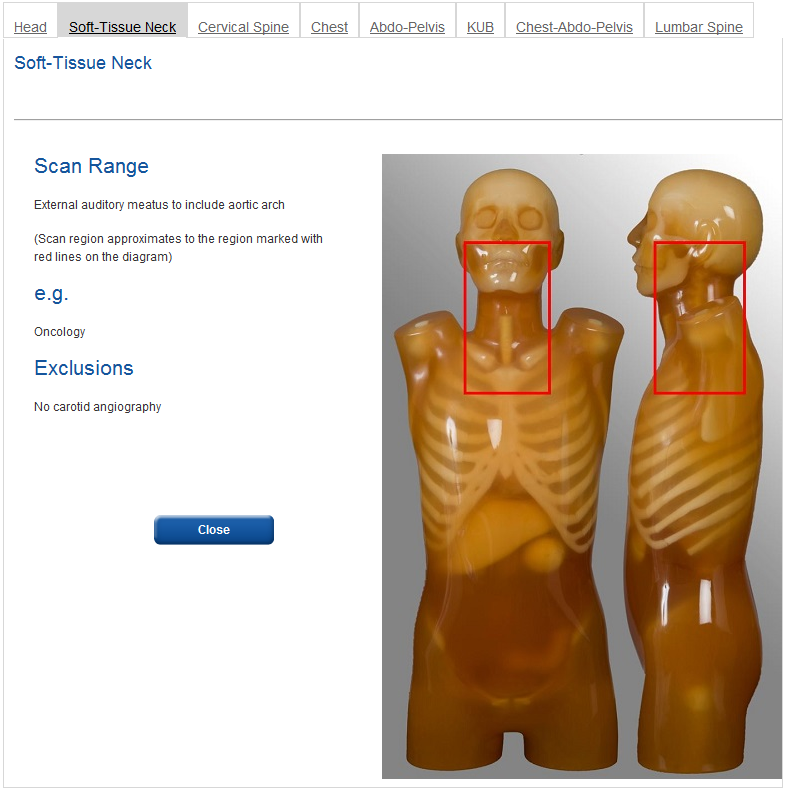 Head Soft-Tissue Neck Cervical Spine Chest Abdo-Pelvis KUB Chest-Abdo-Pelvis Lumbar Spine
Soft-Tissue Neck
Scan Range
External auditory meatus to include aortic arch
(Scan region approximates to the region marked with
red lines on the diagram)
e.g.
Oncology
Exclusions
No carotid angiography
Close